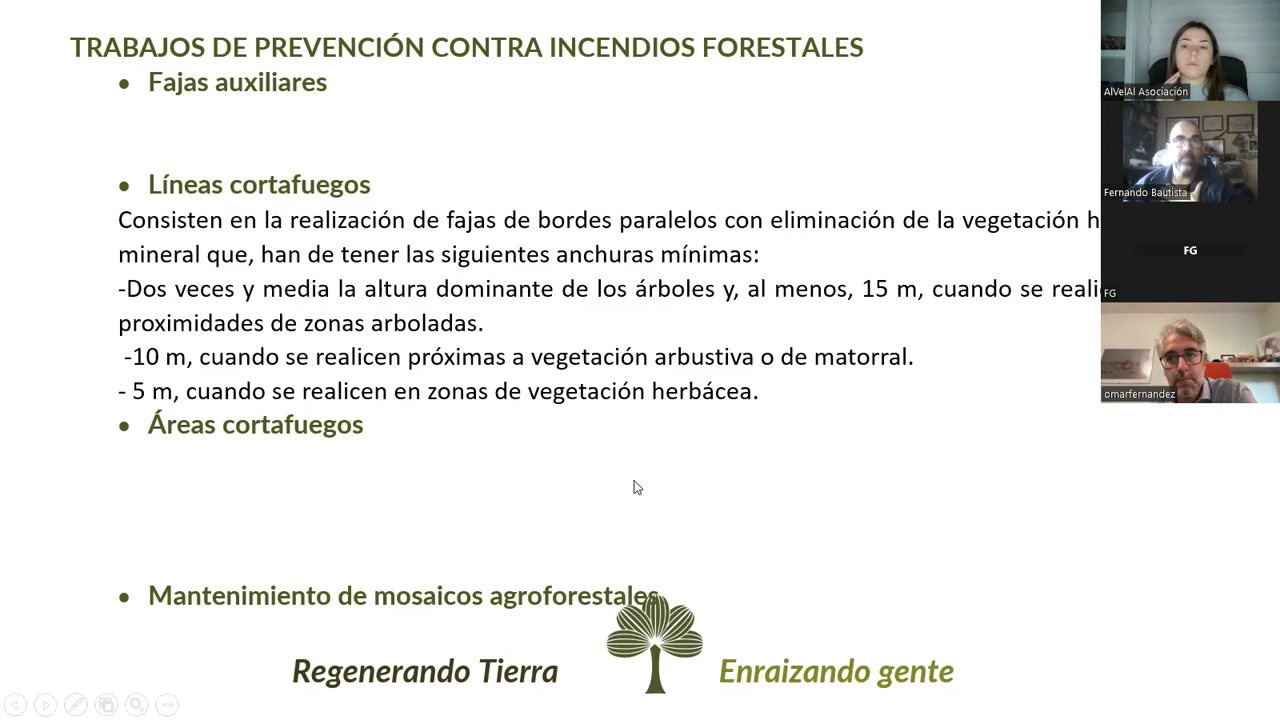 TRABAJOS DE PREVENCIÓN CONTRA INCENDIOS FORESTALES
• Fajas auxiliares
• Líneas cortafuegos
Consisten en la realización de fajas de bordes paralelos con eliminación de la vegetación
mineral que, han de tener las siguientes anchuras mínimas:
-Dos veces y media la altura dominante de los árboles y, al menos, 15 m, cuando se
proximidades de zonas arboladas.
-10 m, cuando se realicen próximas a vegetación arbustiva o de matorral.
- 5 m, cuando se realicen en zonas de vegetación herbácea.
• Áreas cortafuegos
• Mantenimiento de mosaicos agroforestales
Regenerando Tierra
Enraizando gente
AlVelAl Asociación
Fernando Bautista
FG
FG
omarfernandez